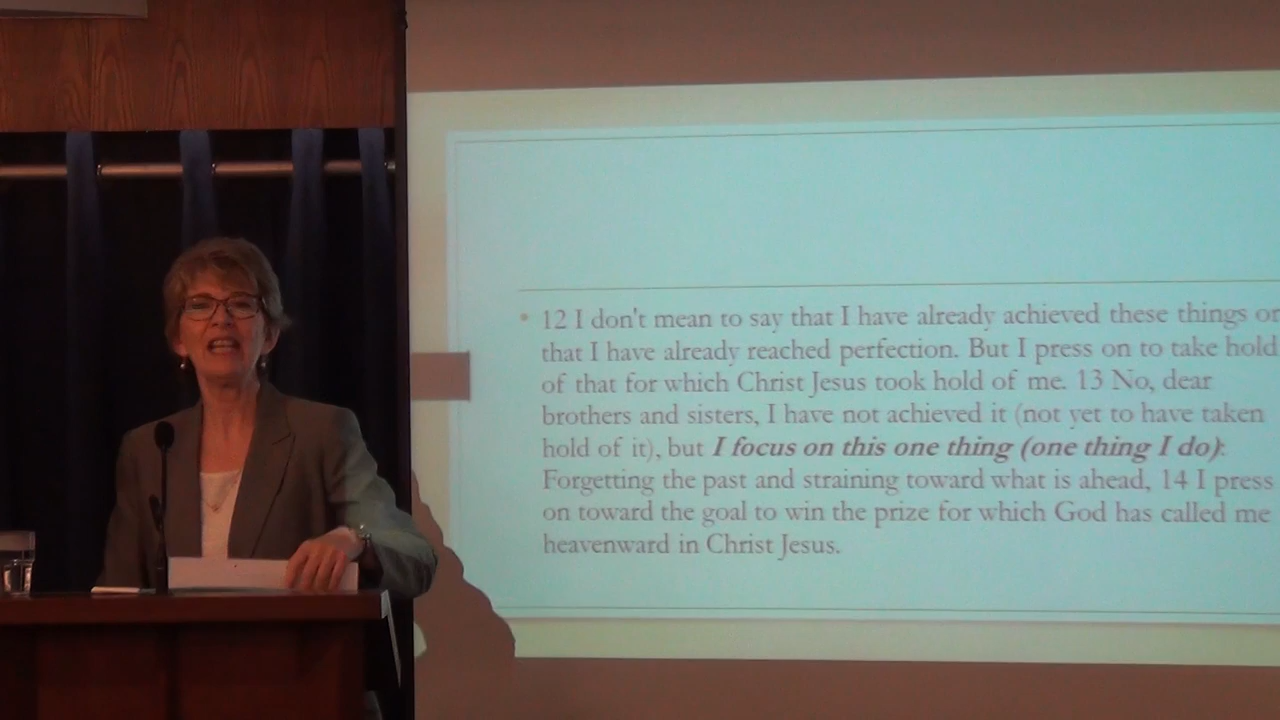 12 I don't mean to say that I have already achieved these things or
that I have already reached perfection. But I press on to take hold
of that for which Christ Jesus took hold of me. 13 No, dear
brothers and sisters, I have not achieved it (not yet to have taken
hold of it), but I focus on this one thing (one thing I do):
Forgetting the past and straining toward what is ahead, 14 I press
on toward the goal to win the prize for which God has called me
heavenward in Christ Jesus.